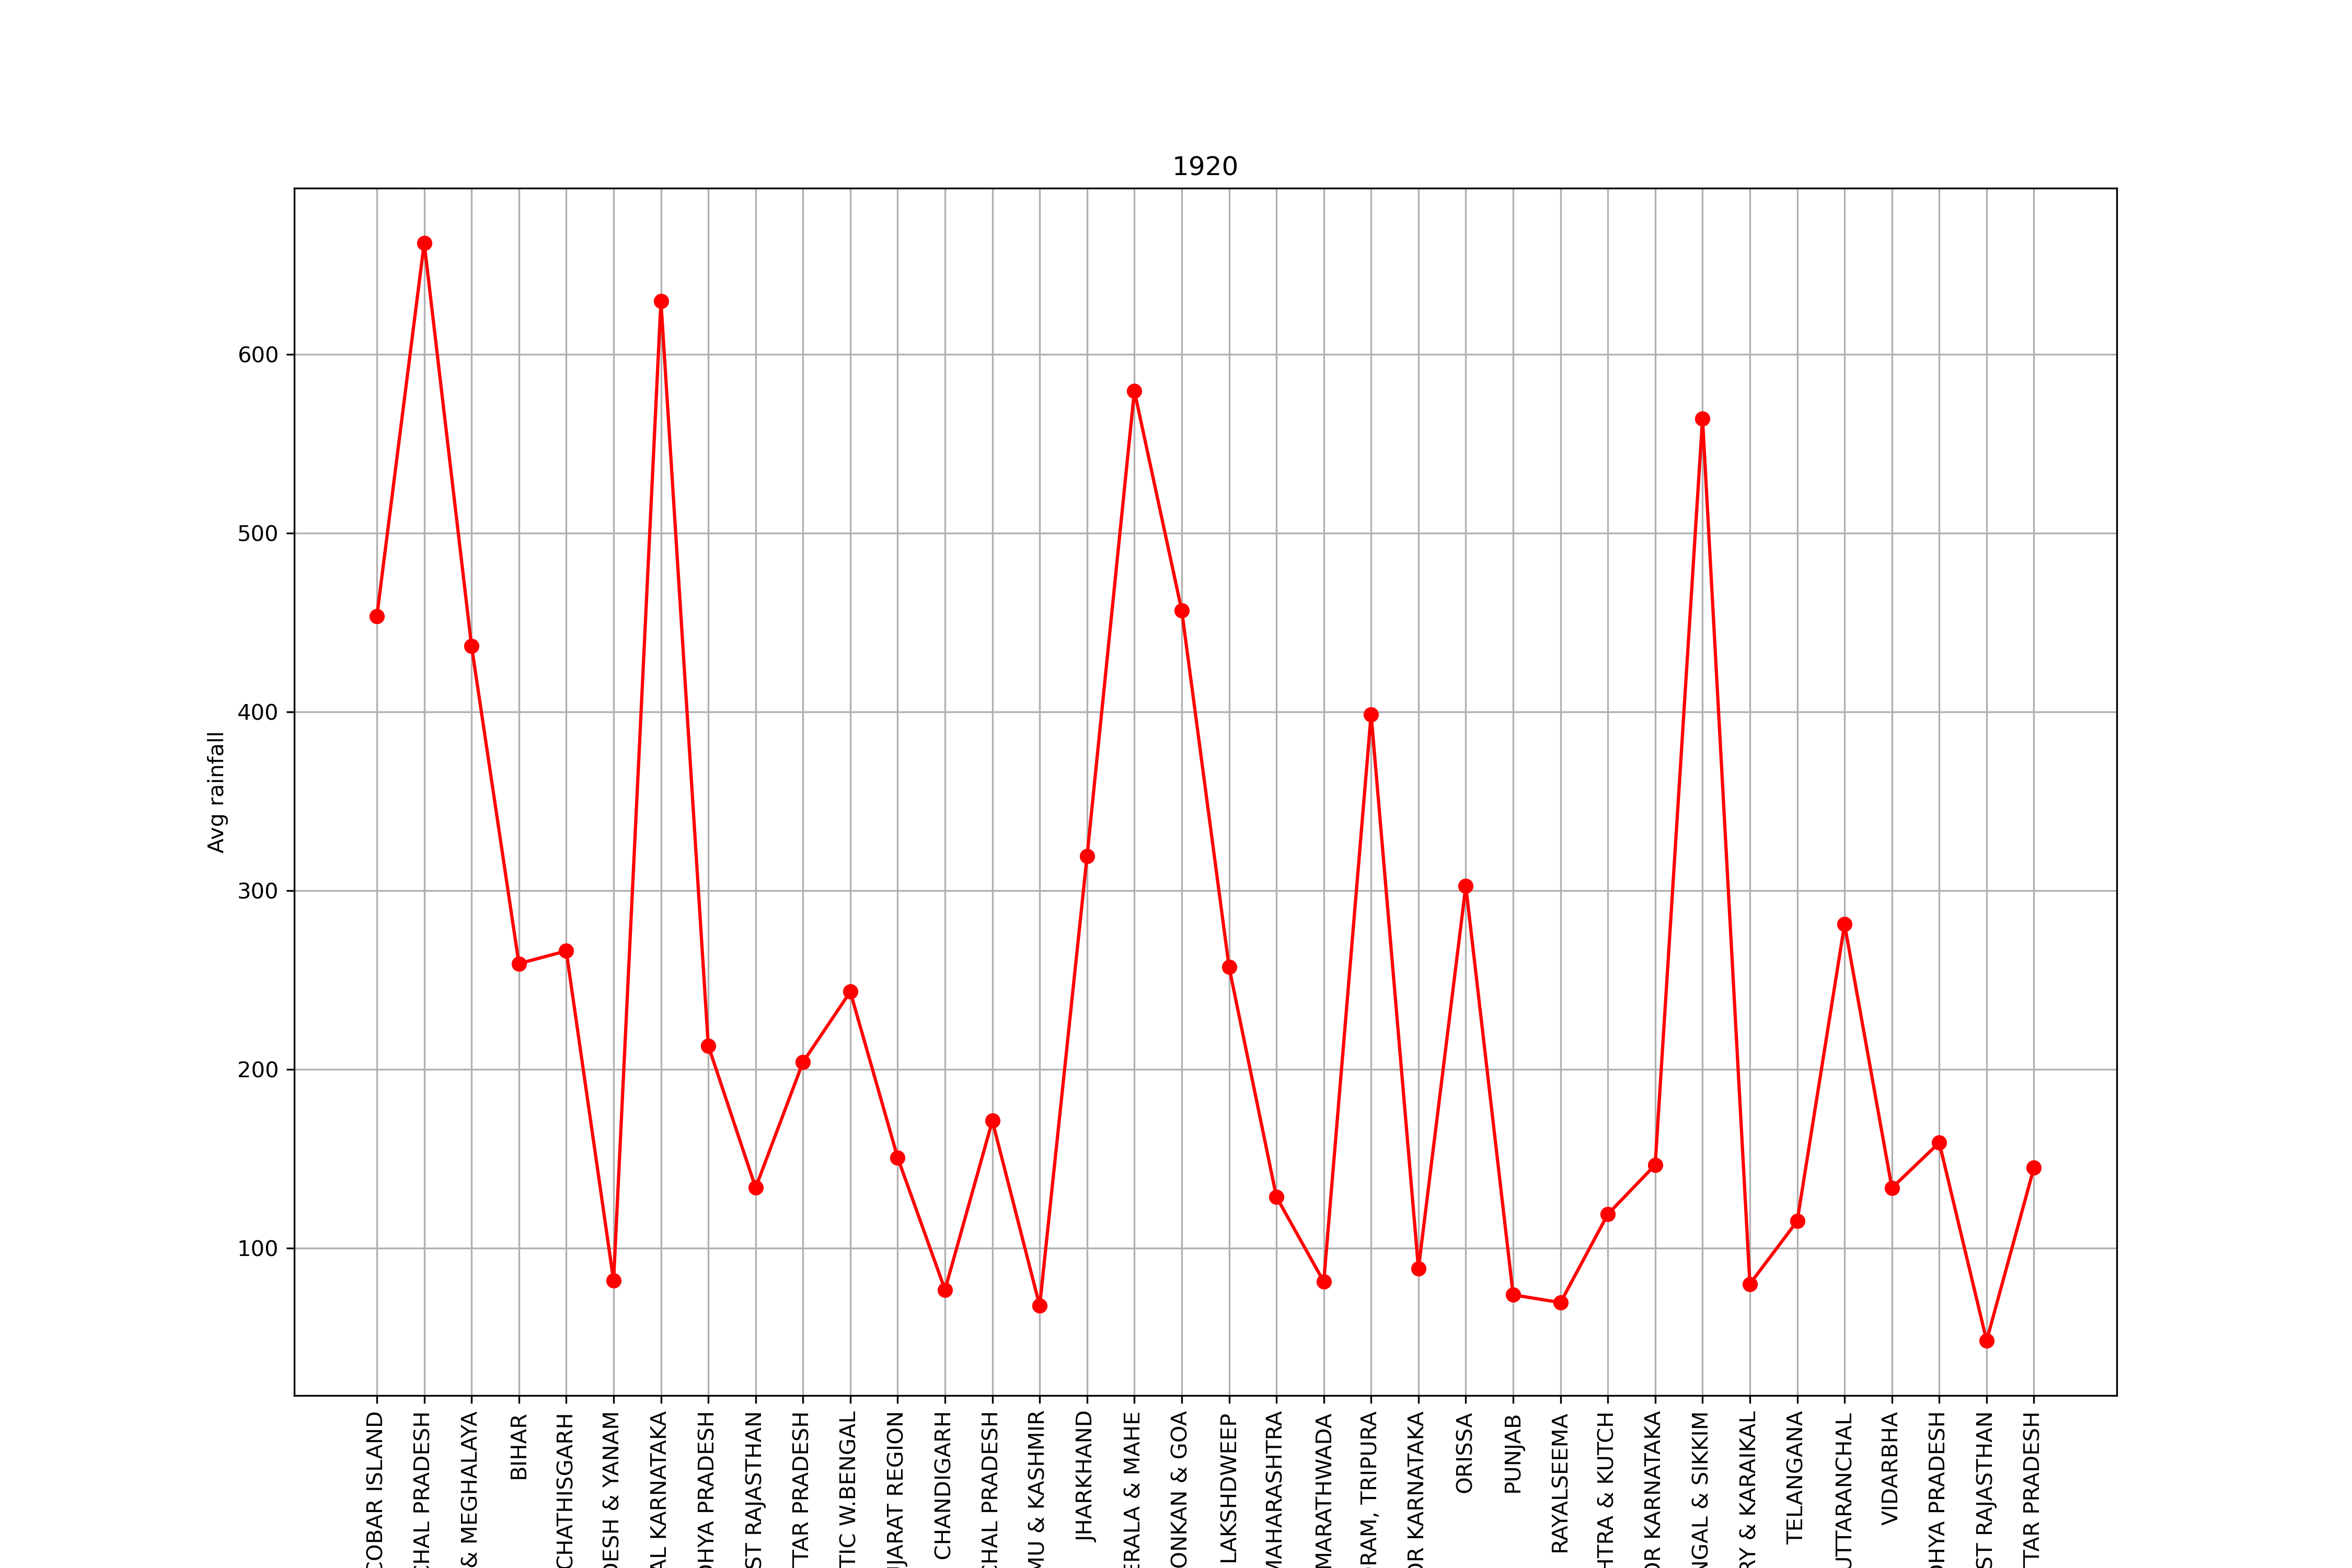 1920
Avg rainfall
600
500
400
300
200
100
COBAR ISLAND
CHAL PRADESH
& MEGHALAYA
BIHAR
CHATHISGARH
DESH & YANAM
AL KARNATAKA
DHYA PRADESH
ST RAJASTHAN
TTAR PRADESH
TIC W.BENGAL
JARAT REGION
CHANDIGARH
CHAL PRADESH
MU & KASHMIR
JHARKHAND
ERALA & MAHE
ONKAN & GOA
LAKSHDWEEP
MAHARASHTRA
MARATHWADA
RAM, TRIPURA
OR KARNATAKA
ORISSA
PUNJAB
RAYALSEEMA
HTRA & KUTCH
OR KARNATAKA
NGAL & SIKKIM
RY & KARAIKAL
TELANGANA
UTTARANCHAL
VIDARBHA
DHYA PRADESH
ST RAJASTHAN
TTAR PRADESH